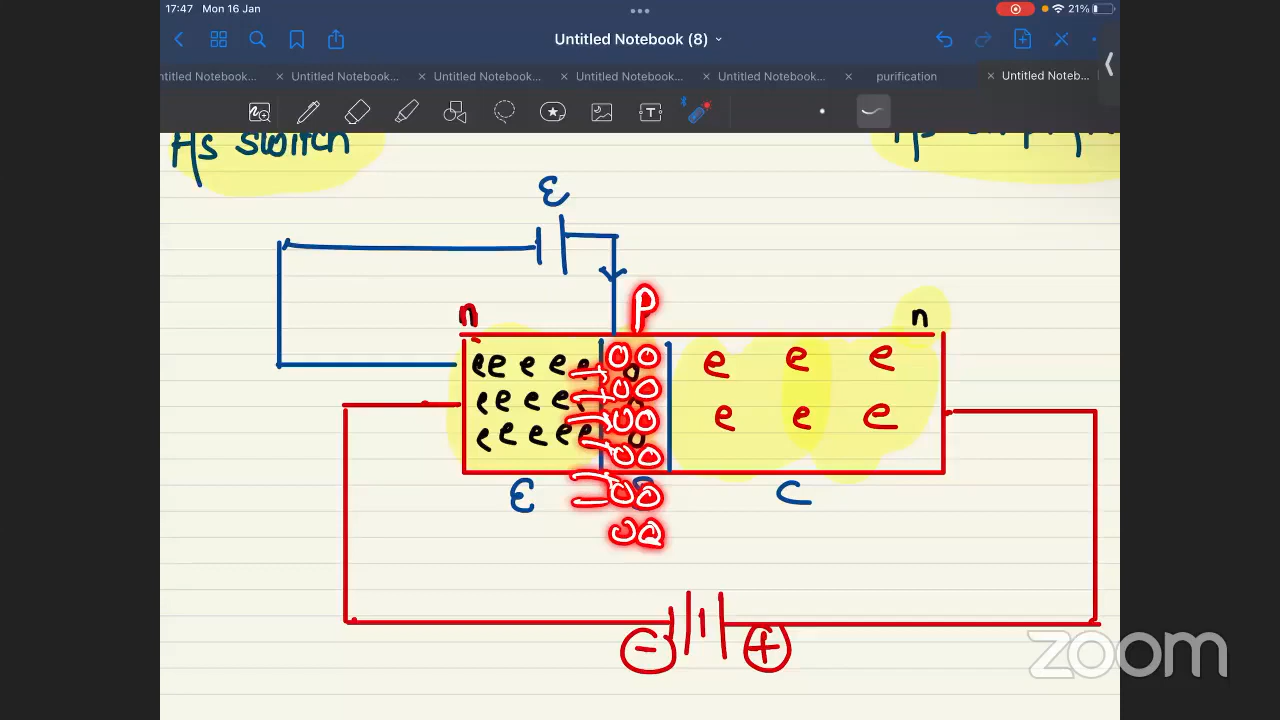 17:47 Mon 16 Jan
21%
Untitled Notebook (8)
ntitled Notebook...
Untitled Notebook...
Untitled Notebook...
Untitled Notebook...
Untitled Notebook...
purification
Untitled Noteb...
As switch
ε
n
p
n
e e e e e
e e e e
e e e e e
o o
o o
o o
o o
o o
o o
e e e
e e e
ε
C
−
+
zoom